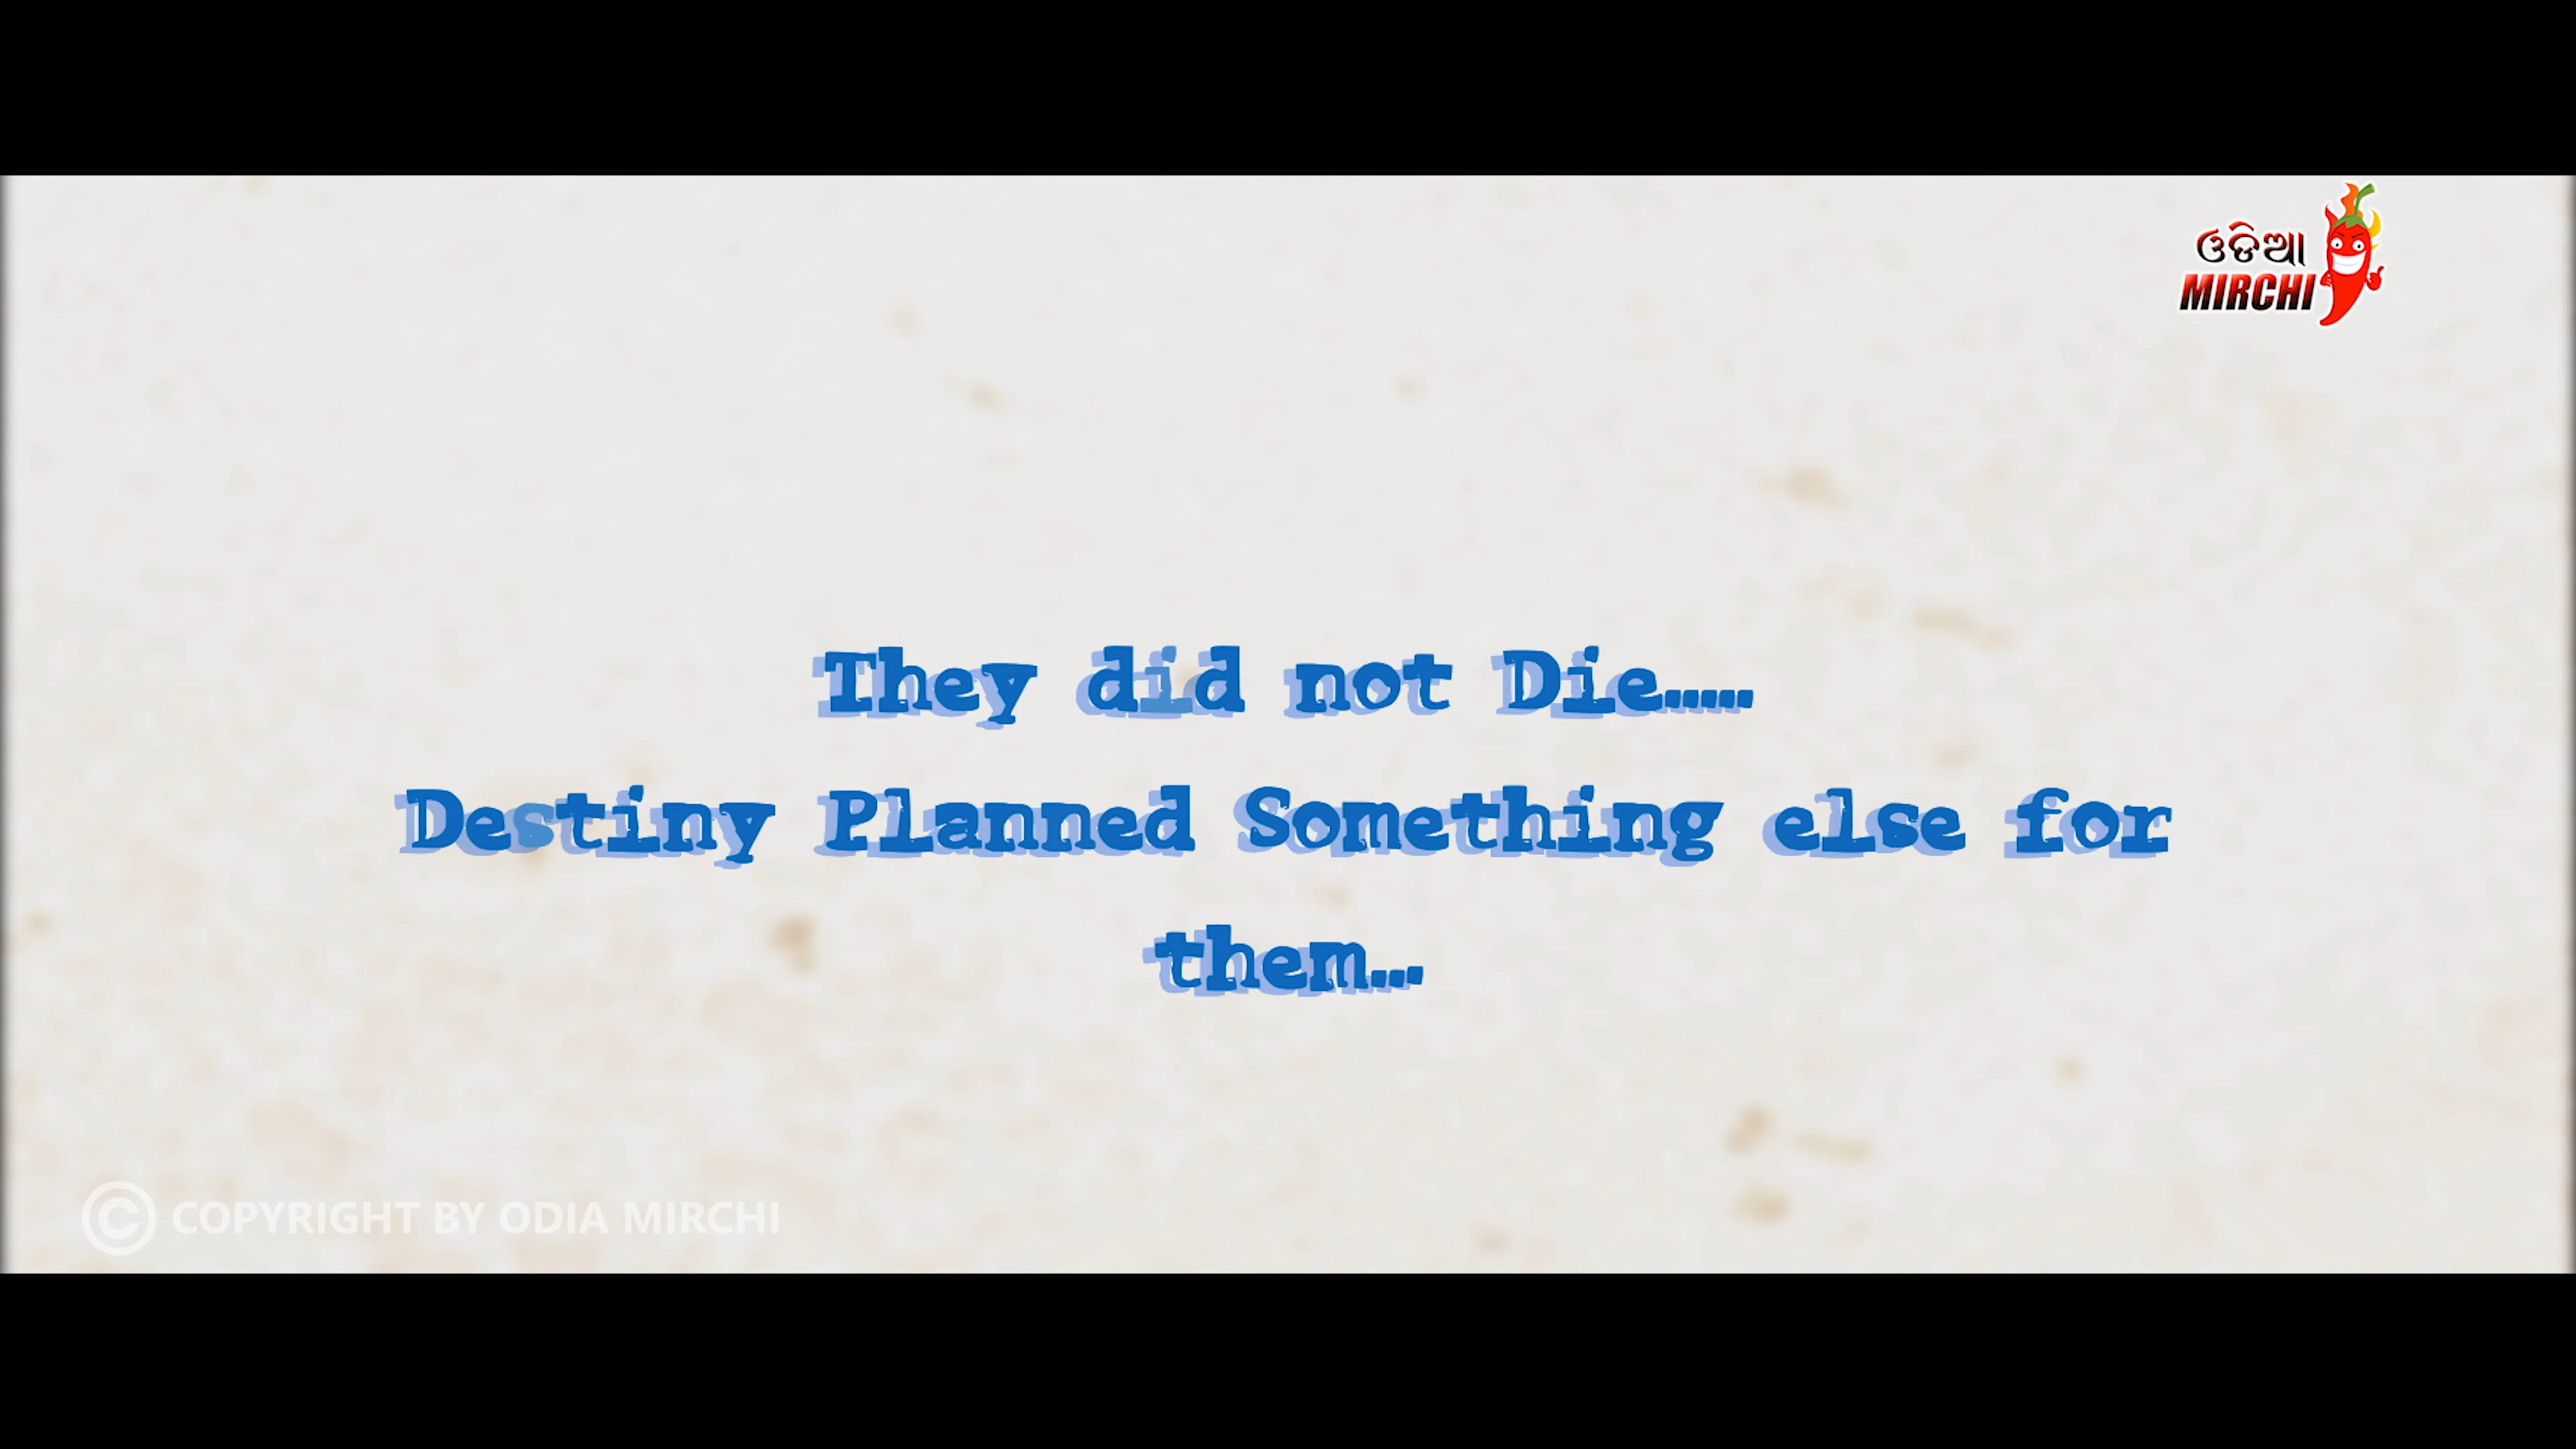 ଓଡିଆ
MIRCHI
They did not Die.....
Destiny Planned Something else for
them...
© COPYRIGHT BY ODIA MIRCHI